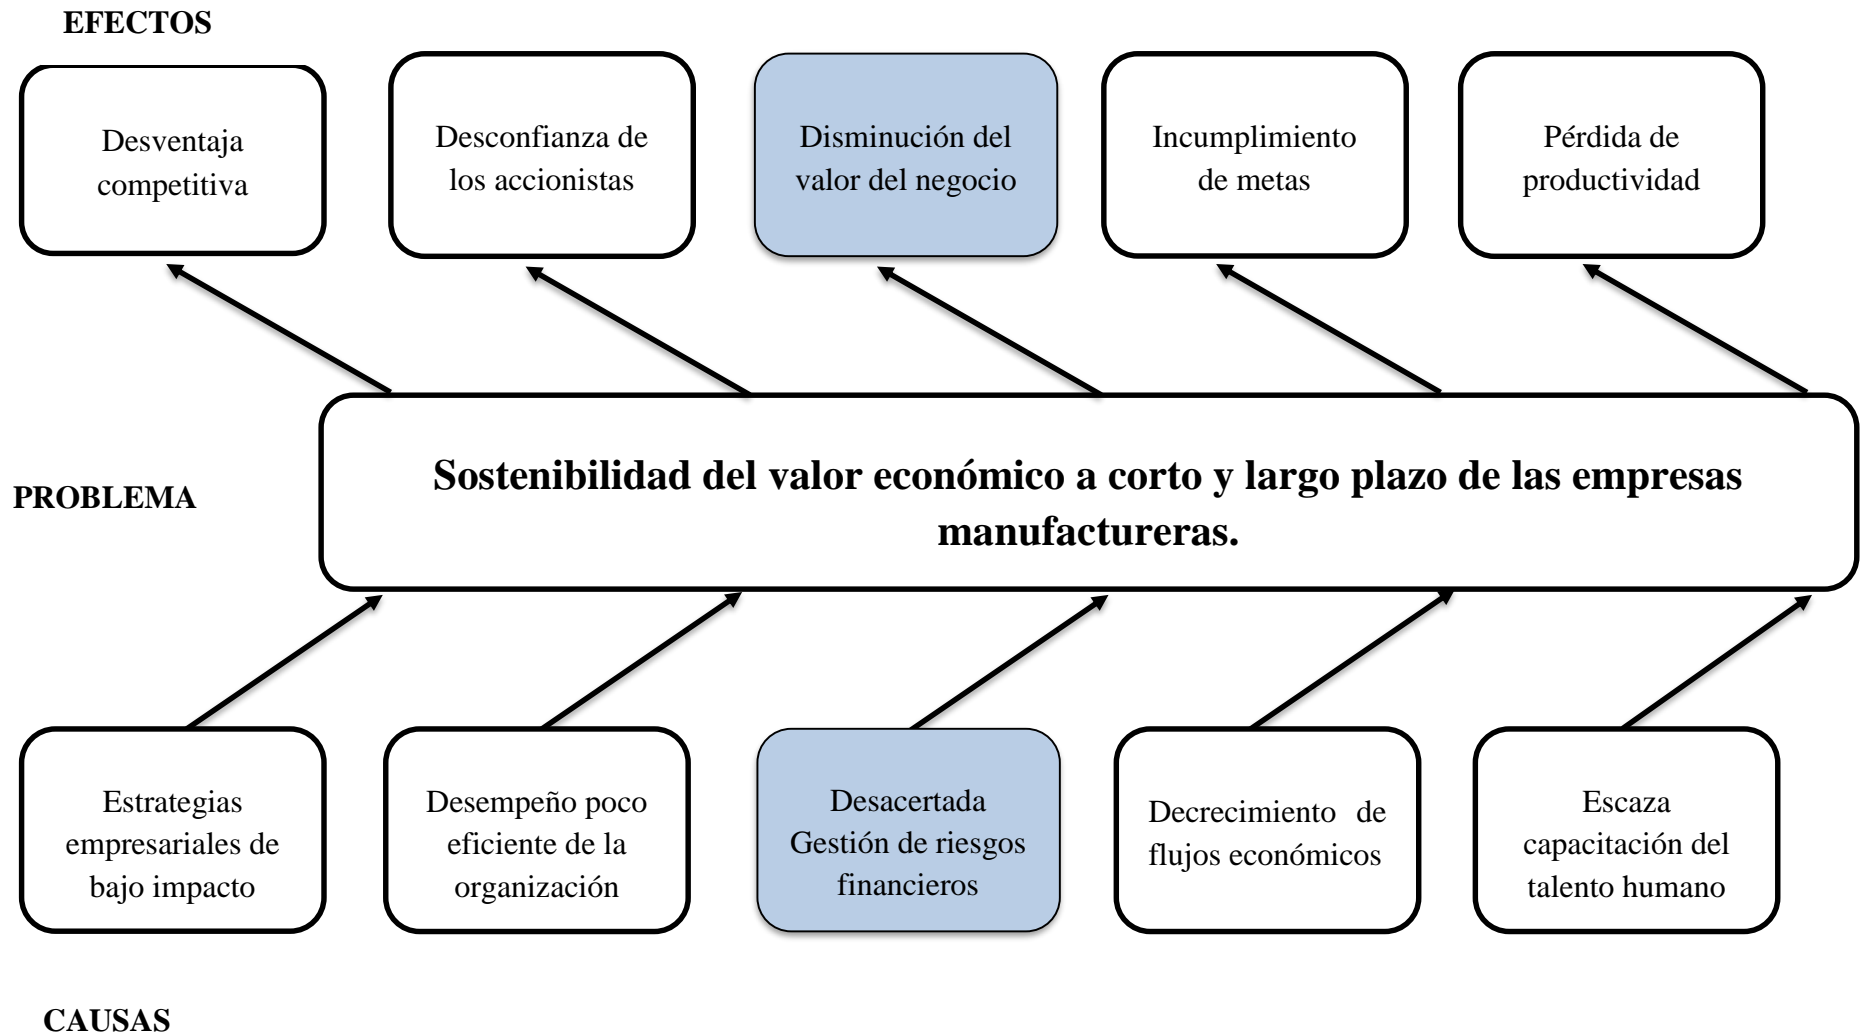 EFECTOS
Desventaja
competitiva
Desconfianza de
los accionistas
Disminución del
valor del negocio
Incumplimiento
de metas
Pérdida de
productividad
PROBLEMA
Sostenibilidad del valor económico a corto y largo plazo de las empresas
manufactureras.
Estrategias
empresariales de
bajo impacto
Desempeño poco
eficiente de la
organización
Desacertada
Gestión de riesgos
financieros
Decrecimiento de
flujos económicos
Escaza
capacitación del
talento humano
CAUSAS